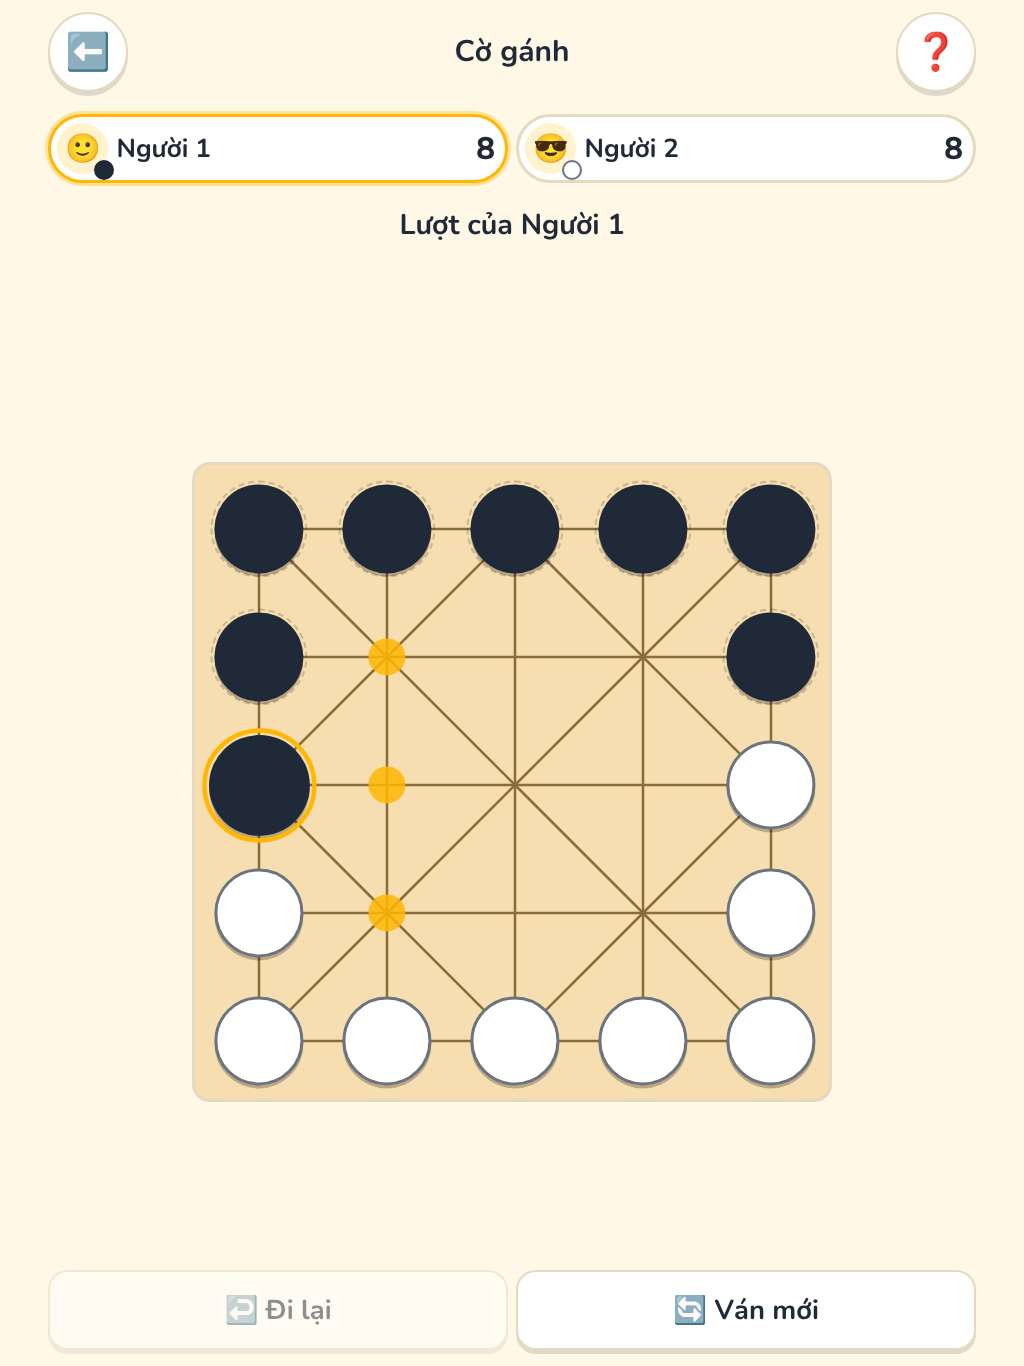 Cờ gánh
Người 1 8
Người 2 8
Lượt của Người 1
Đi lại
Ván mới